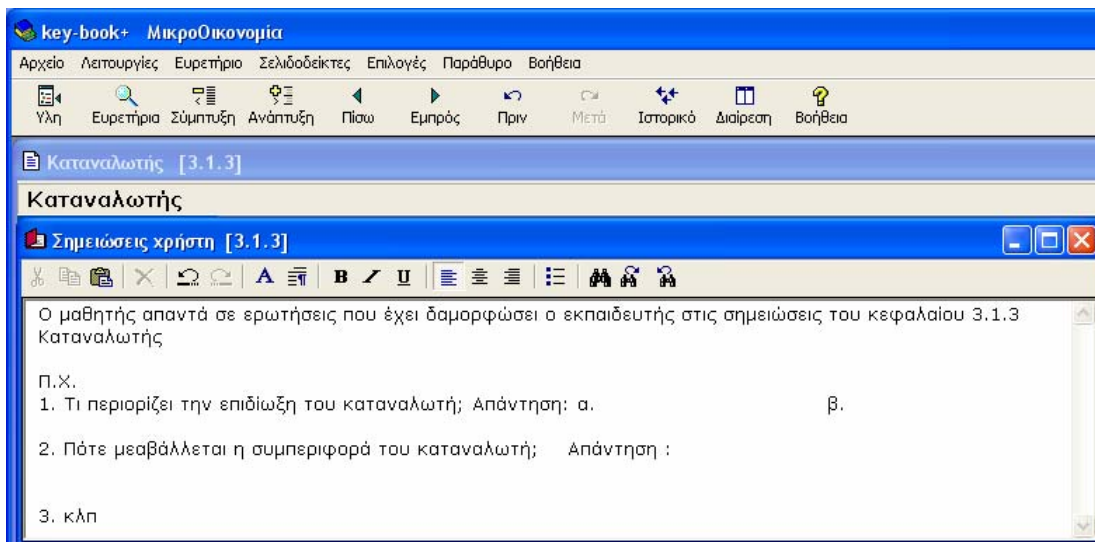 key-book+ ΜικροΟικονομία
Αρχείο Λειτουργίες Ευρετήριο Σελιδοδείκτες Επιλογές Παράθυρο Βοήθεια
Ύλη Ευρετήρια Σύμπτυξη Ανάπτυξη Πίσω Εμπρός Πριν Μετά Ιστορικό Διαίρεση Βοήθεια
Καταναλωτής [3.1.3]
Καταναλωτής
Σημειώσεις χρήστη [3.1.3]
A B I U
Ο μαθητής απαντά σε ερωτήσεις που έχει δαμορφώσει ο εκπαιδευτής στις σημειώσεις του κεφαλαίου 3.1.3
Καταναλωτής
Π.Χ.
1. Τι περιορίζει την επιδίωξη του καταναλωτή; Απάντηση: α. β.
2. Πότε μεαβάλλεται η συμπεριφορά του καταναλωτή; Απάντηση :
3. κλπ